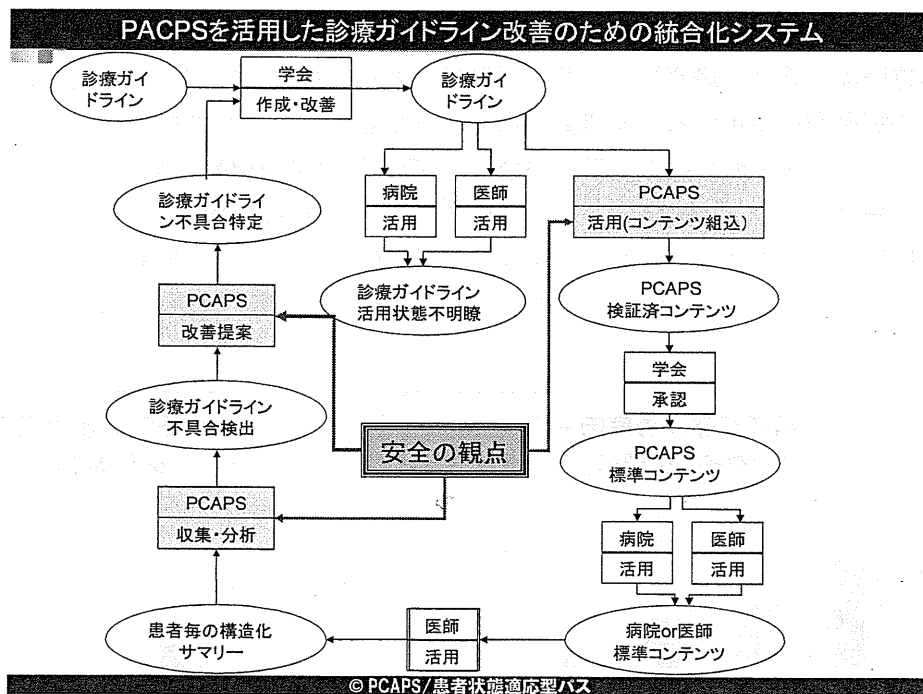 PACPSを活用した診療ガイドライン改善のための統合化システム
診療ガイ
ドライン
学会
作成・改善
診療ガイ
ドライン
病院
活用
医師
活用
PCAPS
活用(コンテンツ組込)
診療ガイドライ
ン不具合特定
診療ガイドライン
活用状態不明瞭
PCAPS
検証済コンテンツ
PCAPS
改善提案
学会
承認
診療ガイドライン
不具合検出
安全の観点
PCAPS
標準コンテンツ
PCAPS
収集・分析
病院
活用
医師
活用
患者毎の構造化
サマリー
医師
活用
病院or医師
標準コンテンツ
© PCAPS/患者状態適応型パス